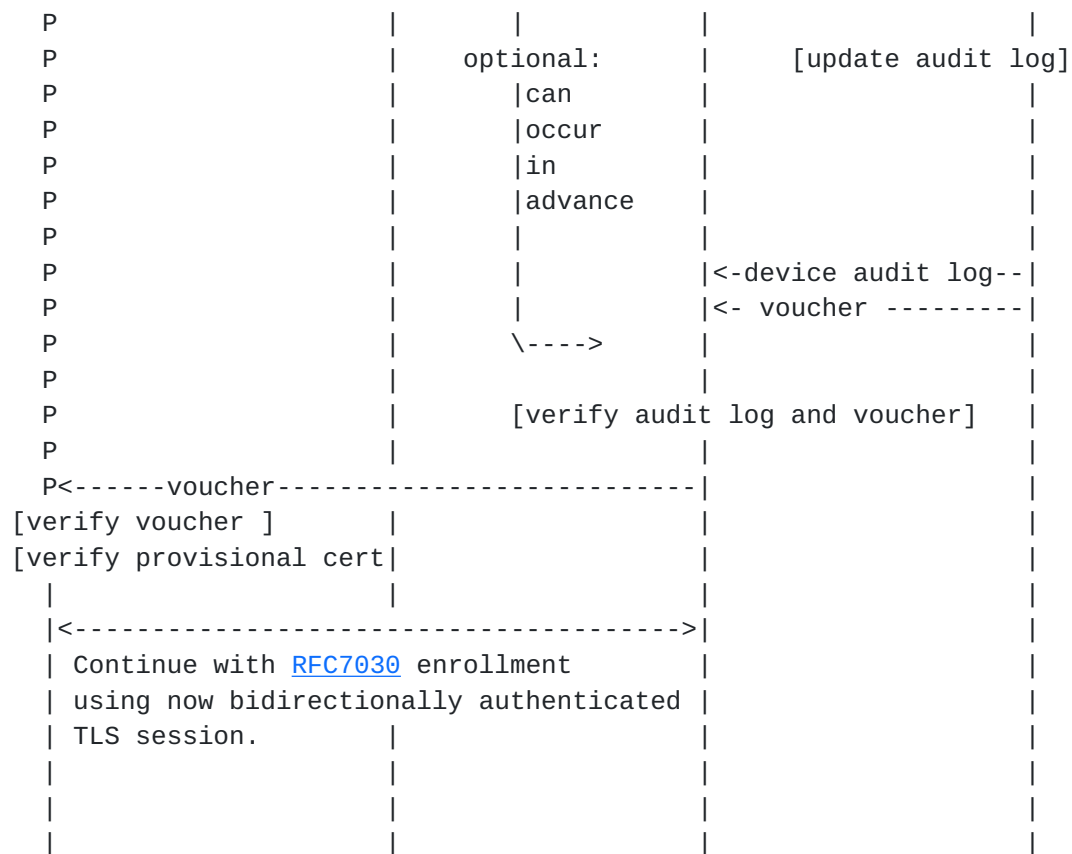 P                     |       |           |                    |
P                     |    optional:      |     [update audit log]
P                     |       |can        |                    |
P                     |       |occur      |                    |
P                     |       |in         |                    |
P                     |       |advance    |                    |
P                     |       |           |                    |
P                     |       |           |<-device audit log--|
P                     |       |           |<- voucher ---------|
P                     |       \---->      |                    |
P                     |                   |                    |
P                     |       [verify audit log and voucher]   |
P                     |                   |                    |
P<------voucher---------------------------|                    |
[verify voucher ]       |                   |                    |
[verify provisional cert|                   |                    |
|                     |                   |                    |
|<--------------------------------------->|                    |
| Continue with RFC7030 enrollment        |                    |
| using now bidirectionally authenticated |                    |
| TLS session.        |                   |                    |
|                     |                   |                    |
|                     |                   |                    |
|                     |                   |                    |